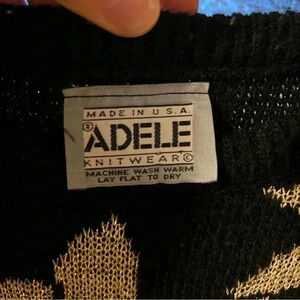 MADE IN U.S.A.
® ADELE
KNITWEAR©
MACHINE WASH WARM
LAY FLAT TO DRY